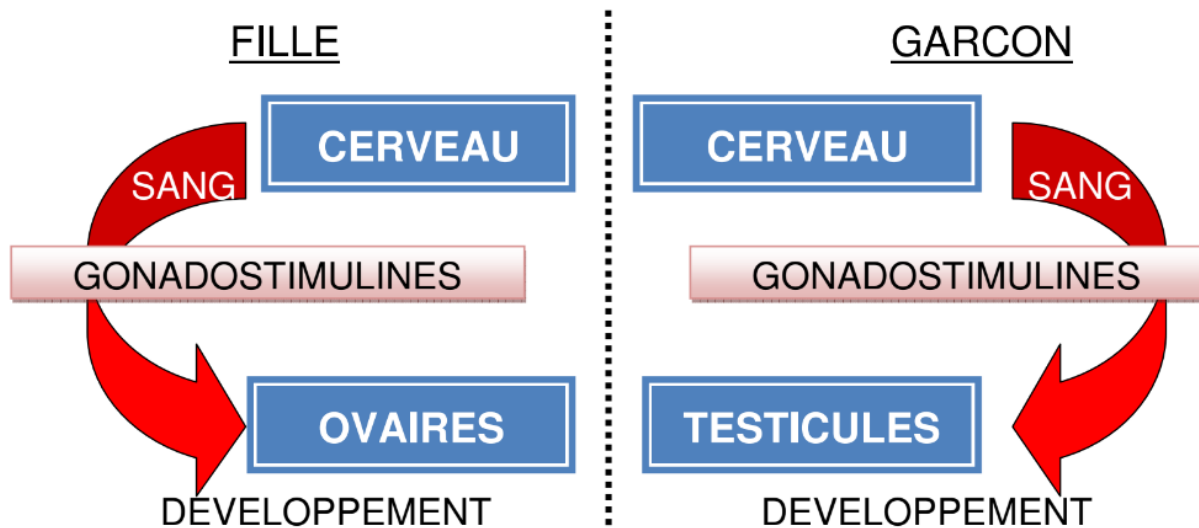 FILLE
CERVEAU
SANG
GONADOSTIMULINES
OVAIRES
DEVELOPPEMENT
GARCON
CERVEAU
SANG
GONADOSTIMULINES
TESTICULES
DEVELOPPEMENT